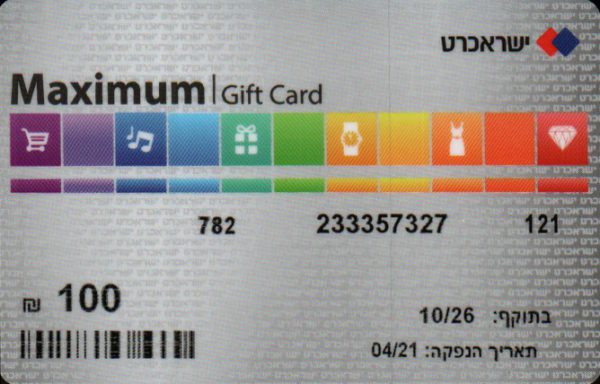 ישראכרט
Maximum | Gift Card
782 233357327 121
₪ 100
בתוקף: 10/26
תאריך הנפקה: 04/21